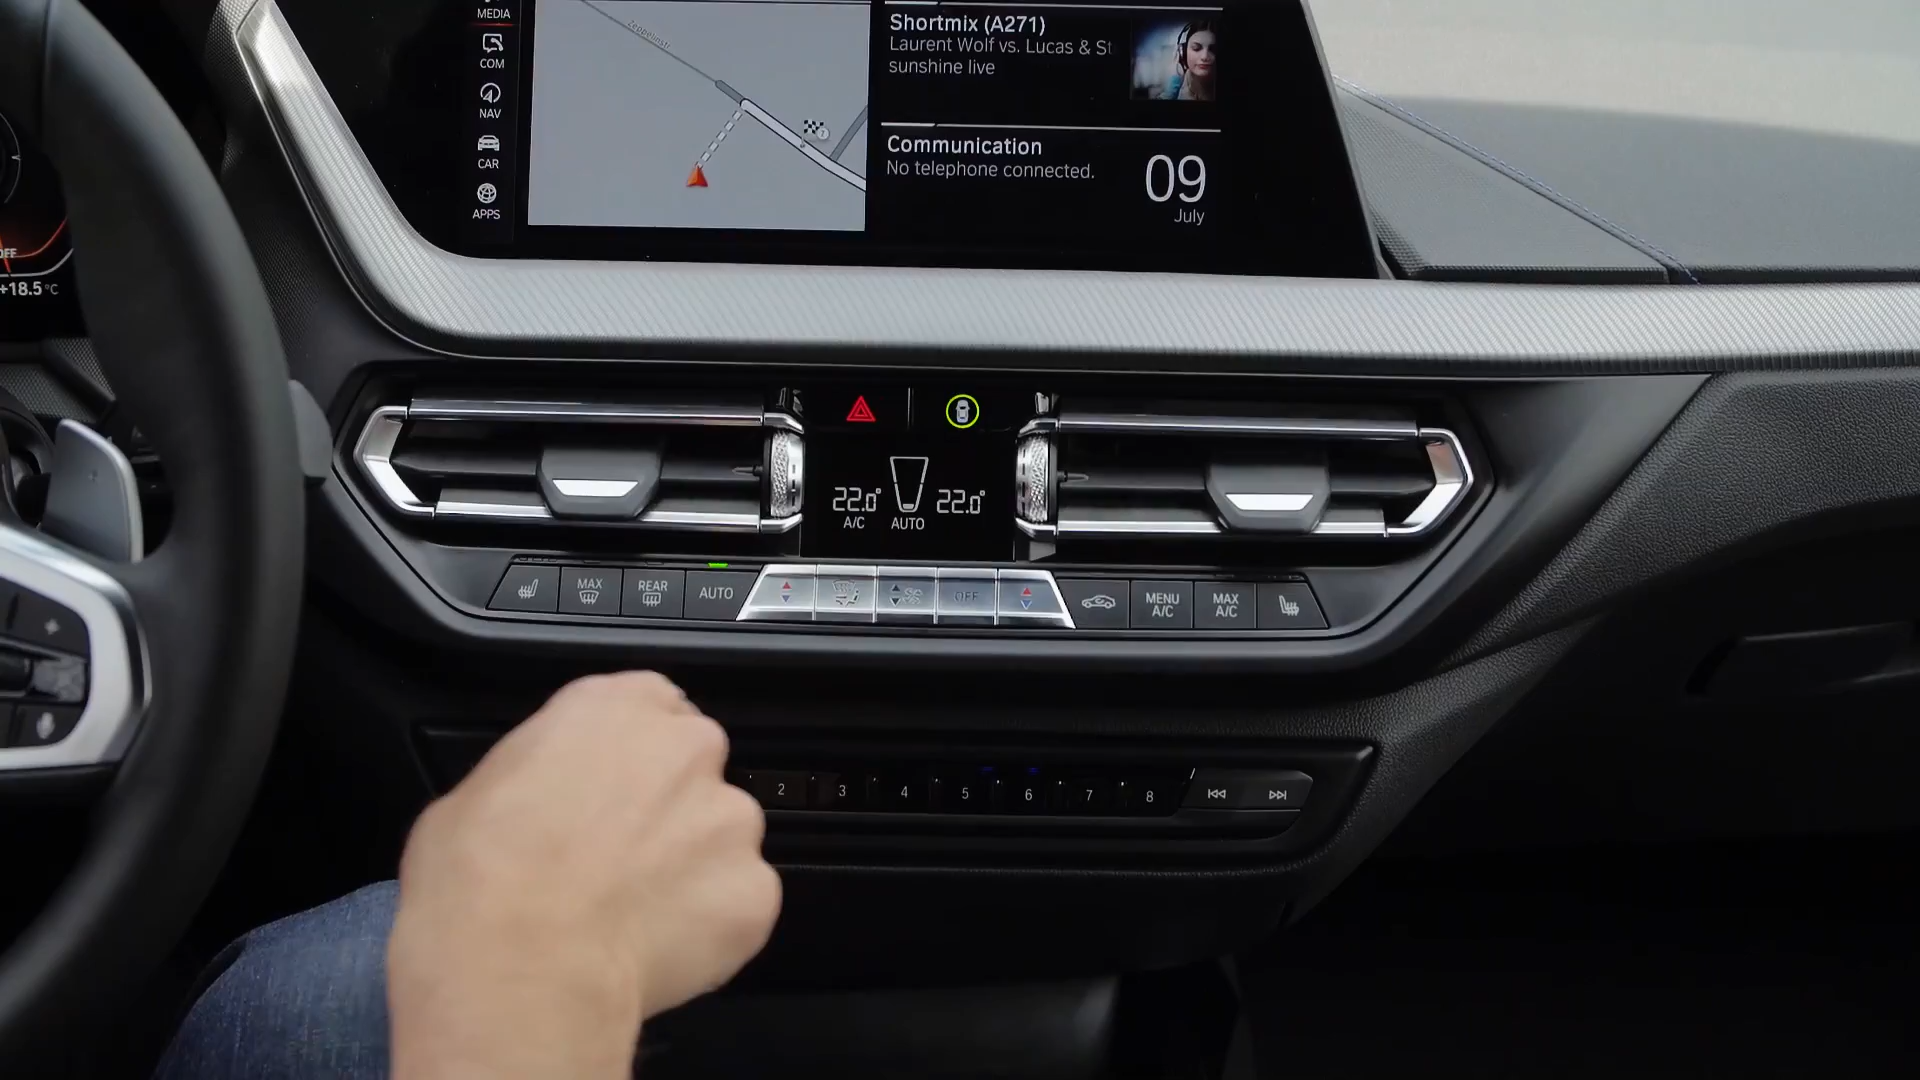 MEDIA
COM
NAV
CAR
APPS
Zeppelinstr.
Shortmix (A271)
Laurent Wolf vs. Lucas & St
sunshine live
Communication
No telephone connected.
09
July
OFF
+18.5°C
22.0°
A/C
AUTO
22.0°
MAX
REAR
AUTO
OFF
MENU
A/C
MAX
A/C
2
3
4
5
6
7
8